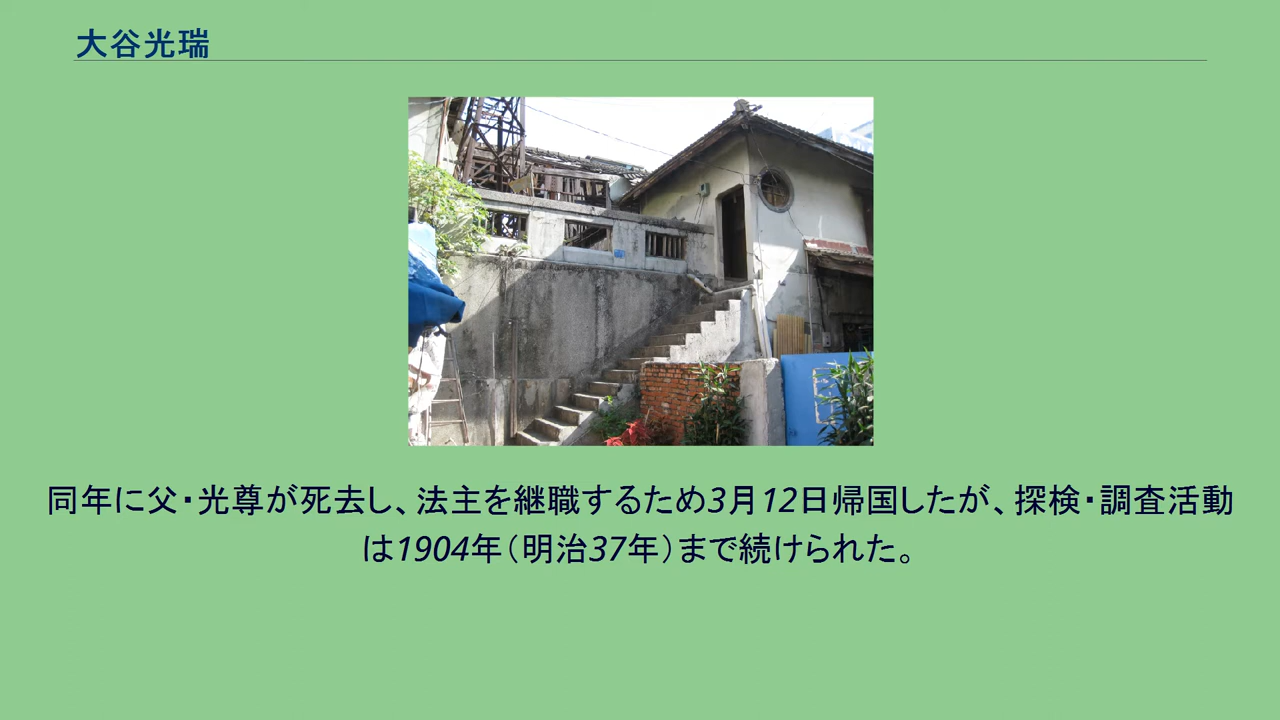 大谷光瑞
同年に父・光尊が死去し、法主を継職するため3月12日帰国したが、探検・調査活動
は1904年（明治37年）まで続けられた。